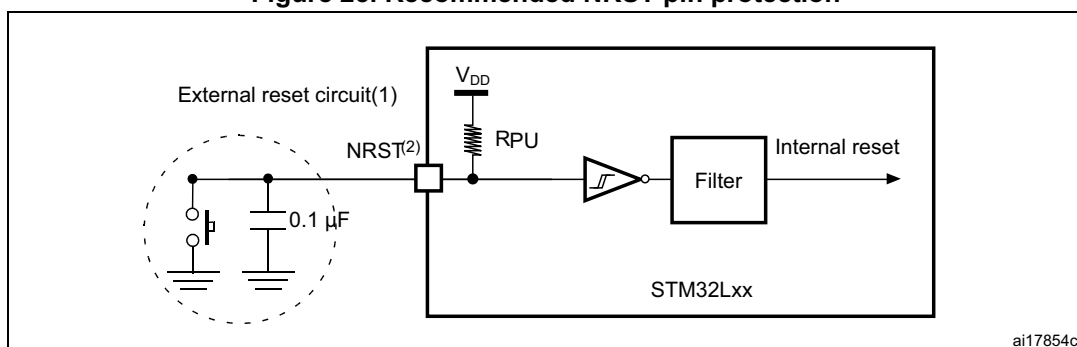 Figure 26. Recommended NRST pin protection
VDD
External reset circuit(1)
NRST(2)
RPU
Internal reset
Filter
0.1 µF
STM32Lxx
ai17854c